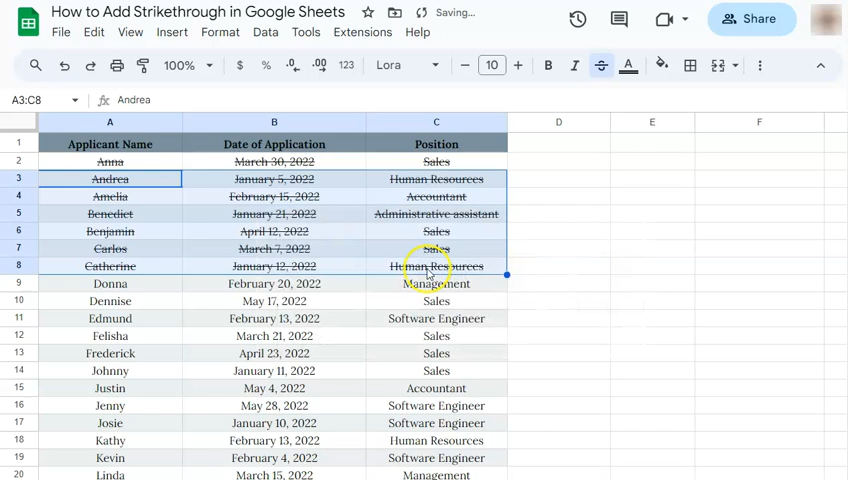 How to Add Strikethrough in Google Sheets Saving...
File Edit View Insert Format Data Tools Extensions Help
Share
100% $ % .0 .00 123 Lora − 10 + B I S A
A3:C8 fx Andrea
A B C D E F
1 Applicant Name Date of Application Position
2 Anna March 30, 2022 Sales
3 Andrea January 5, 2022 Human Resources
4 Amelia February 15, 2022 Accountant
5 Benedict January 21, 2022 Administrative assistant
6 Benjamin April 12, 2022 Sales
7 Carlos March 7, 2022 Sales
8 Catherine January 12, 2022 Human Resources
9 Donna February 20, 2022 Management
10 Dennise May 17, 2022 Sales
11 Edmund February 13, 2022 Software Engineer
12 Felisha March 21, 2022 Sales
13 Frederick April 23, 2022 Sales
14 Johnny January 11, 2022 Sales
15 Justin May 4, 2022 Accountant
16 Jenny May 28, 2022 Software Engineer
17 Josie January 10, 2022 Software Engineer
18 Kathy February 13, 2022 Human Resources
19 Kevin February 4, 2022 Software Engineer
20 Linda March 15, 2022 Management